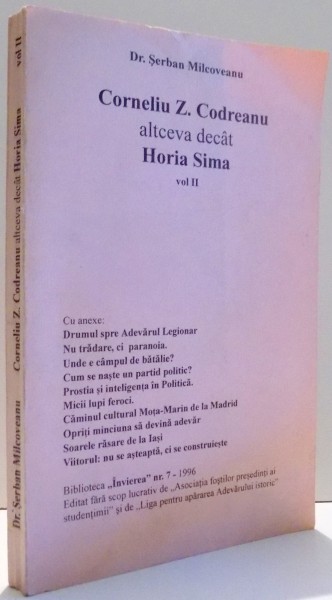 Dr. Şerban Milcoveanu
Corneliu Z. Codreanu
altceva decât
Horia Sima
vol II
Cu anexe:
Drumul spre Adevărul Legionar
Nu trădare, ci paranoia.
Unde e câmpul de bătălie?
Cum se naşte un partid politic?
Prostia şi inteligenţa în Politică.
Micii lupi feroci.
Căminul cultural Moţa-Marin de la Madrid
Opriţi minciuna să devină adevăr
Soarele răsare de la Iaşi
Viitorul: nu se aşteaptă, ci se construieşte
Biblioteca „Învierea" nr. 7 - 1996
Editat fără scop lucrativ de „Asociaţia foştilor preşedinţi ai
studenţimii" şi de „Liga pentru apărarea Adevărului istoric"
Dr. Şerban Milcoveanu Corneliu Z. Codreanu altceva decât Horia Sima vol II